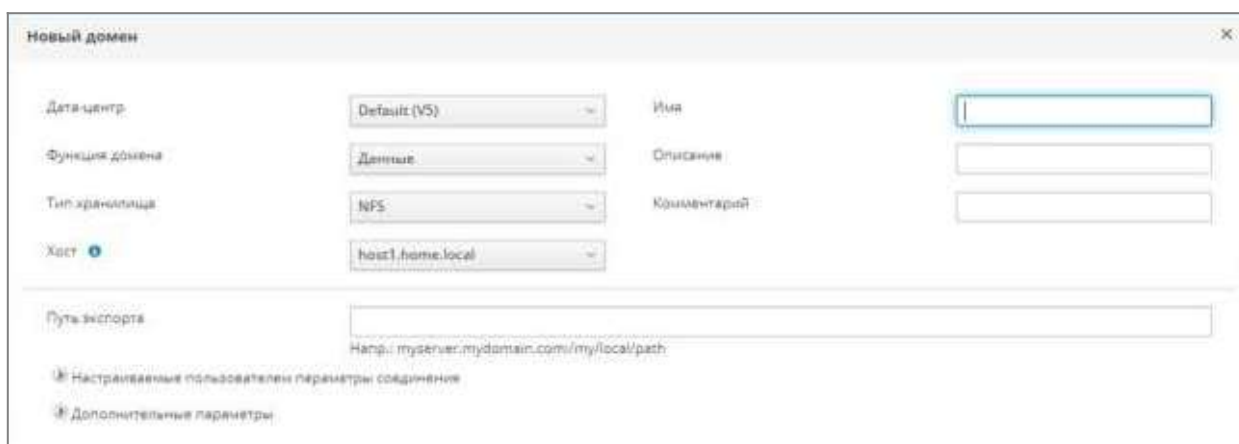 Новый домен
Дата-центр Default (V5) Имя
Функция домена Данные Описание
Тип хранилища NFS Комментарий
Хост host1.home.local
Путь экспорта
Напр.: myserver.mydomain.com:/my/local/path
Настраиваемые пользователем параметры соединения
Дополнительные параметры